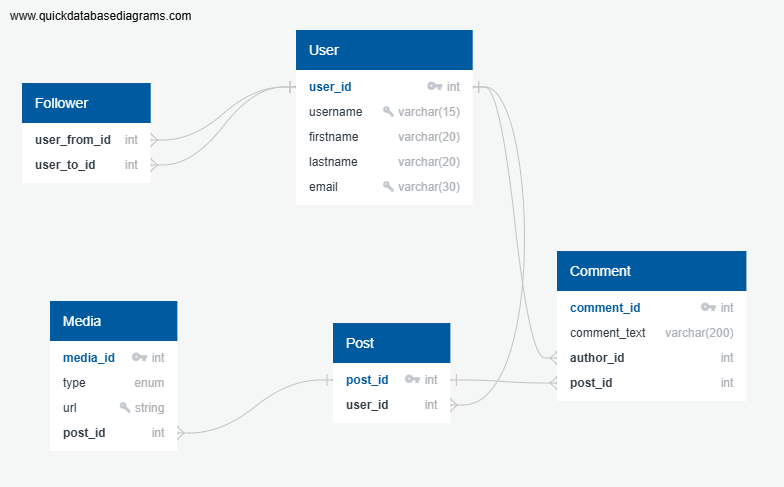 www.quickdatabasediagrams.com
User
user_id int
username varchar(15)
firstname varchar(20)
lastname varchar(20)
email varchar(30)
Follower
user_from_id int
user_to_id int
Comment
comment_id int
comment_text varchar(200)
author_id int
post_id int
Media
media_id int
type enum
url string
post_id int
Post
post_id int
user_id int